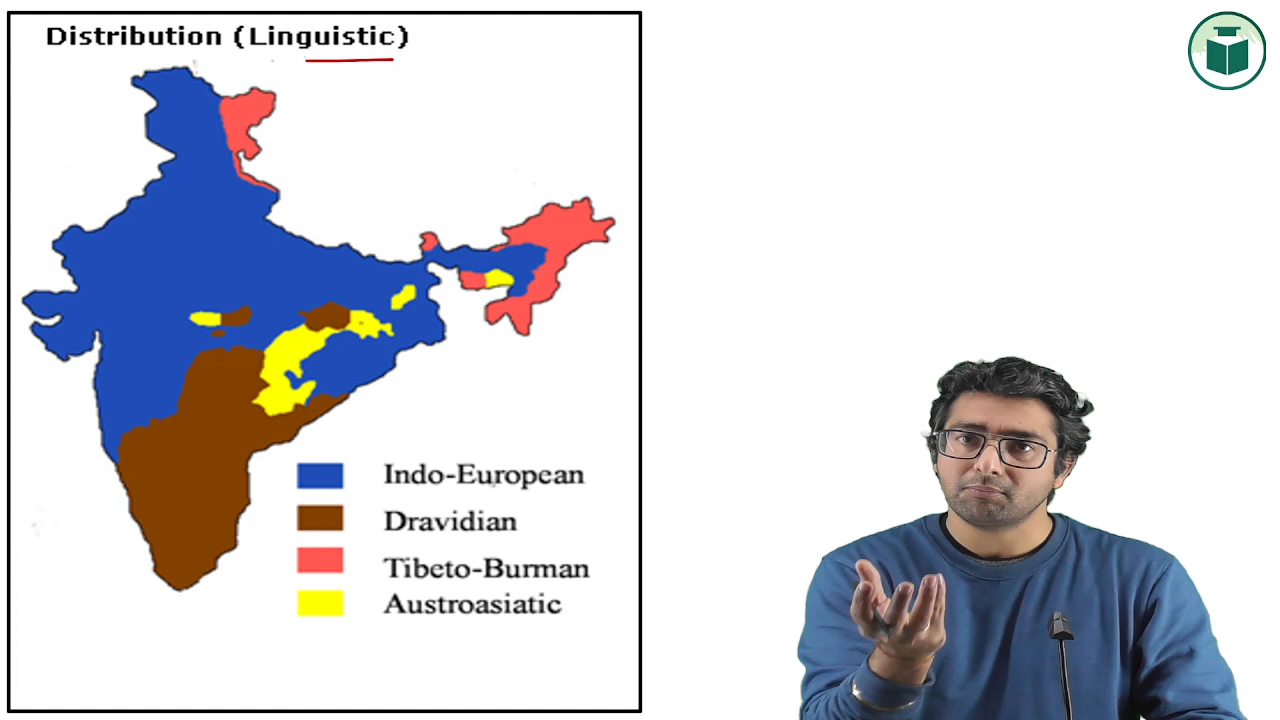 Distribution (Linguistic)
Indo-European
Dravidian
Tibeto-Burman
Austroasiatic